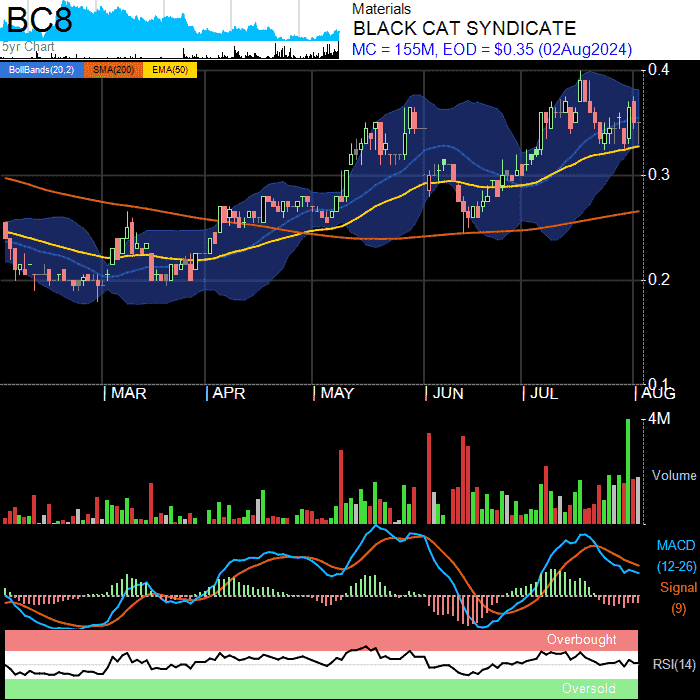 BC8
5yr Chart
Materials
BLACK CAT SYNDICATE
MC = 155M, EOD = $0.35 (02Aug2024)
BollBands(20,2) SMA(200) EMA(50)
0.4
0.3
0.2
0.1
MAR APR MAY JUN JUL AUG
4M
Volume
MACD
(12-26)
Signal
(9)
Overbought
RSI(14)
Oversold